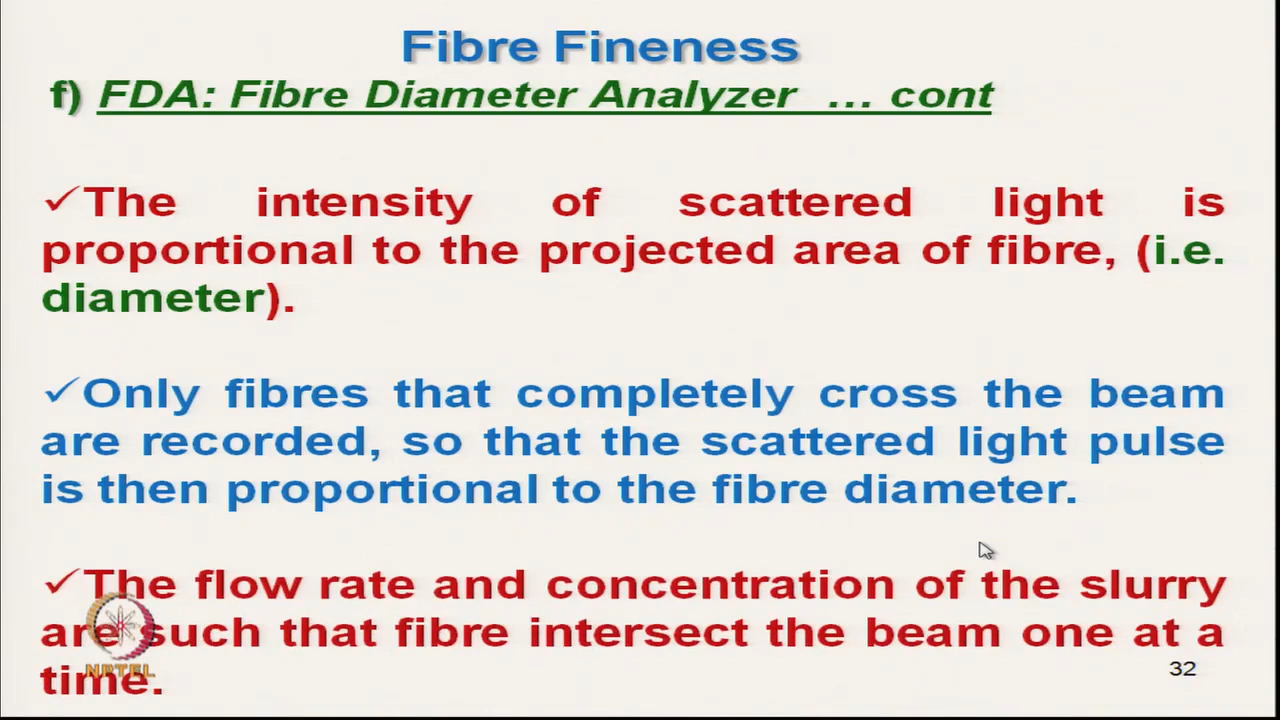 Fibre Fineness
f) FDA: Fibre Diameter Analyzer ... cont
✓The intensity of scattered light is
proportional to the projected area of fibre, (i.e.
diameter).
✓Only fibres that completely cross the beam
are recorded, so that the scattered light pulse
is then proportional to the fibre diameter.
✓The flow rate and concentration of the slurry
are such that fibre intersect the beam one at a
time.
NPTEL
32